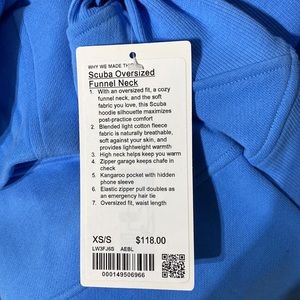 WHY WE MADE THIS
Scuba Oversized
Funnel Neck
1. With an oversized fit, a cozy
funnel neck, and the soft
fabric you love, this Scuba
hoodie silhouette maximizes
post-practice comfort
2. Blended light cotton fleece
fabric is naturally breathable,
soft against your skin, and
provides lightweight warmth
3. High neck helps keep you warm
4. Zipper garage keeps chafe in
check
5. Kangaroo pocket with hidden
phone sleeve
6. Elastic zipper pull doubles as
an emergency hair tie
7. Oversized fit, waist length
XS/S $118.00
LW3FJ6S AEBL
000149506966